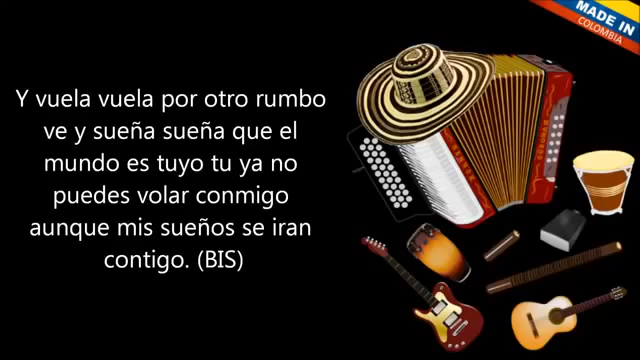 MADE IN
COLOMBIA
Y vuela vuela por otro rumbo
ve y sueña sueña que el
mundo es tuyo tu ya no
puedes volar conmigo
aunque mis sueños se iran
contigo. (BIS)
HOHNER